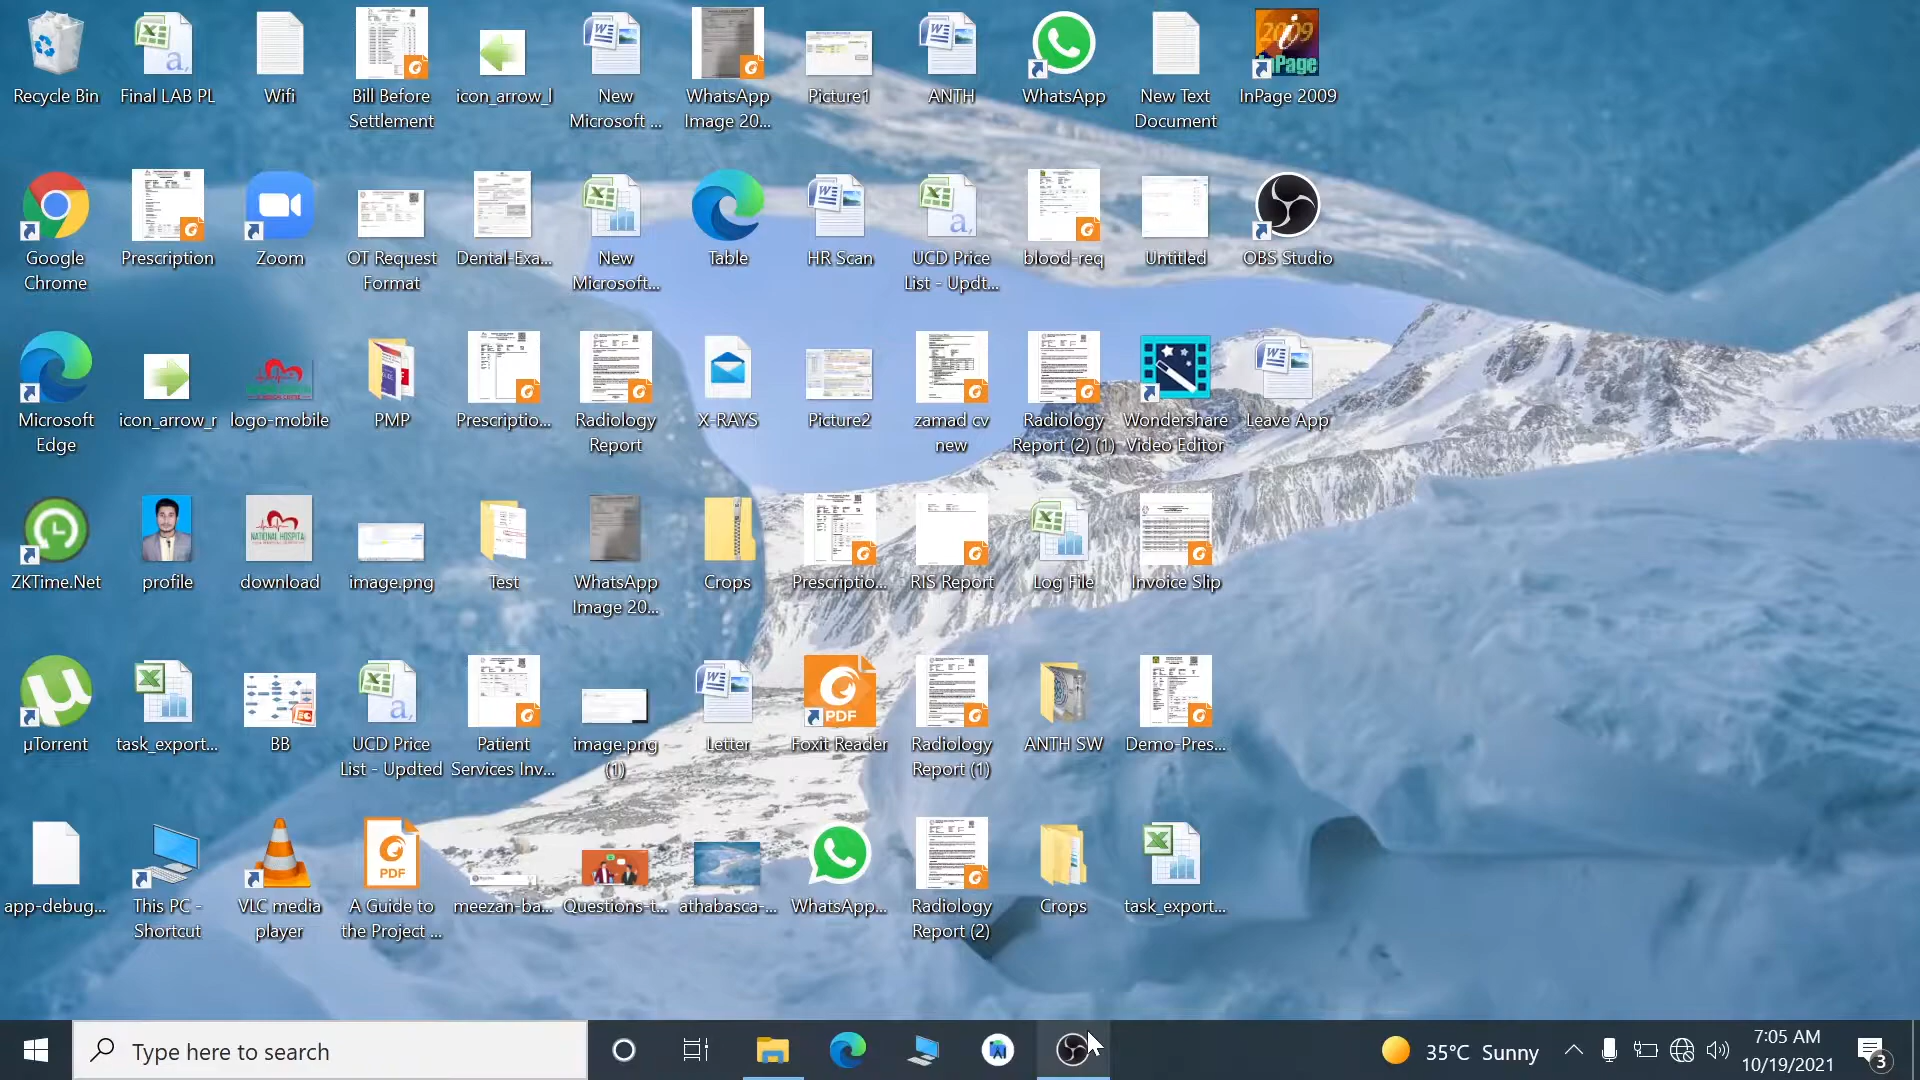 Recycle Bin
Final LAB PL
Wifi
Bill Before
Settlement
icon_arrow_l
New
Microsoft ...
WhatsApp
Image 20...
Picture1
ANTH
WhatsApp
New Text
Document
2009
InPage
InPage 2009
Google
Chrome
Prescription
Zoom
OT Request
Format
Dental-Exa...
New
Microsoft...
Table
HR Scan
UCD Price
List - Updt...
blood-req
Untitled
OBS Studio
Microsoft
Edge
icon_arrow_r
logo-mobile
PMP
Prescriptio...
Radiology
Report
X-RAYS
Picture2
zamad cv
new
Radiology
Report (2) (1)
Wondershare
Video Editor
Leave App
ZKTime.Net
profile
NATIONAL HOSPITA
download
image.png
Test
WhatsApp
Image 20...
Crops
Prescriptio...
RIS Report
Log File
Invoice Slip
µTorrent
task_export...
BB
UCD Price
List - Updted
Patient
Services Inv...
image.png
(1)
Letter
PDF
Foxit Reader
Radiology
Report (1)
ANTH SW
Demo-Pres...
app-debug...
This PC -
Shortcut
VLC media
player
PDF
A Guide to
the Project ...
meezan-ba...
Questions-t...
athabasca-...
WhatsApp...
Radiology
Report (2)
Crops
task_export...
Type here to search
35°C Sunny
7:05 AM
10/19/2021
3